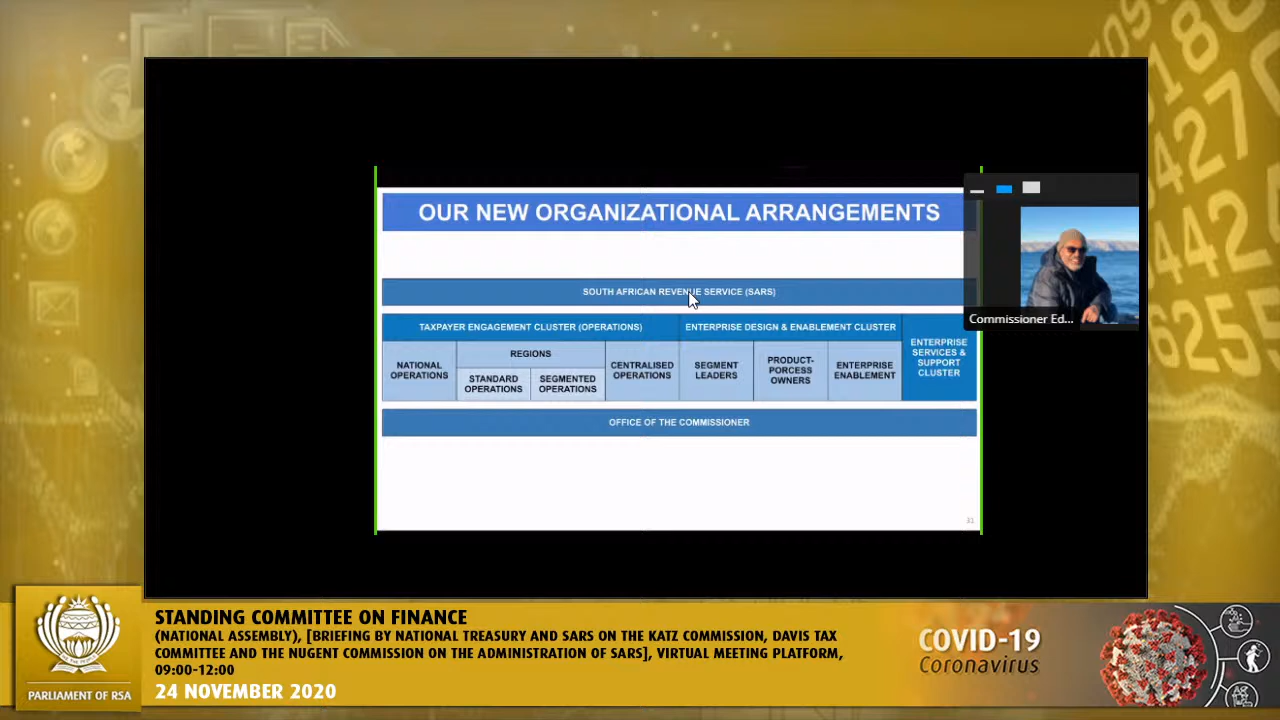 OUR NEW ORGANIZATIONAL ARRANGEMENTS
SOUTH AFRICAN REVENUE SERVICE (SARS)
TAXPAYER ENGAGEMENT CLUSTER (OPERATIONS)
ENTERPRISE DESIGN & ENABLEMENT CLUSTER
ENTERPRISE
SERVICES &
SUPPORT
CLUSTER
NATIONAL
OPERATIONS
REGIONS
STANDARD
OPERATIONS
SEGMENTED
OPERATIONS
CENTRALISED
OPERATIONS
SEGMENT
LEADERS
PRODUCT-
PORCESS
OWNERS
ENTERPRISE
ENABLEMENT
OFFICE OF THE COMMISSIONER
31
Commissioner Ed...
PARLIAMENT OF RSA
STANDING COMMITTEE ON FINANCE
(NATIONAL ASSEMBLY), [BRIEFING BY NATIONAL TREASURY AND SARS ON THE KATZ COMMISSION, DAVIS TAX
COMMITTEE AND THE NUGENT COMMISSION ON THE ADMINISTRATION OF SARS], VIRTUAL MEETING PLATFORM,
09:00-12:00
24 NOVEMBER 2020
COVID-19
Coronavirus